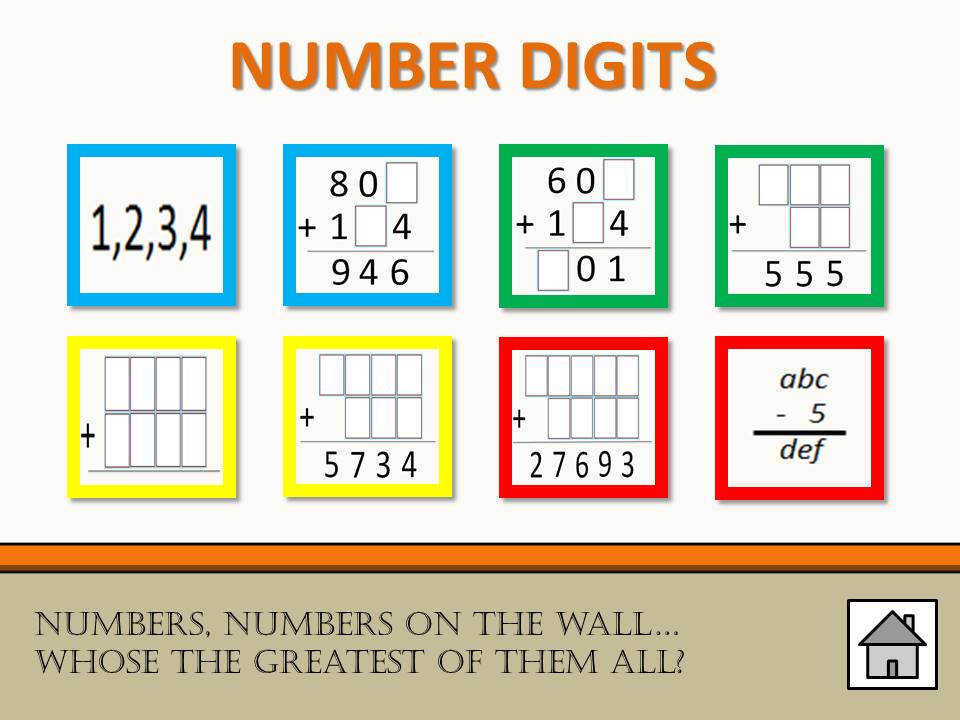 NUMBER DIGITS
1,2,3,4
8 0
+ 1 4
9 4 6
6 0
+ 1 4
0 1
+
5 5 5
+
+
5 7 3 4
+
2 7 6 9 3
abc
- 5
def
NUMBERS, NUMBERS ON THE WALL...
WHOSE THE GREATEST OF THEM ALL?